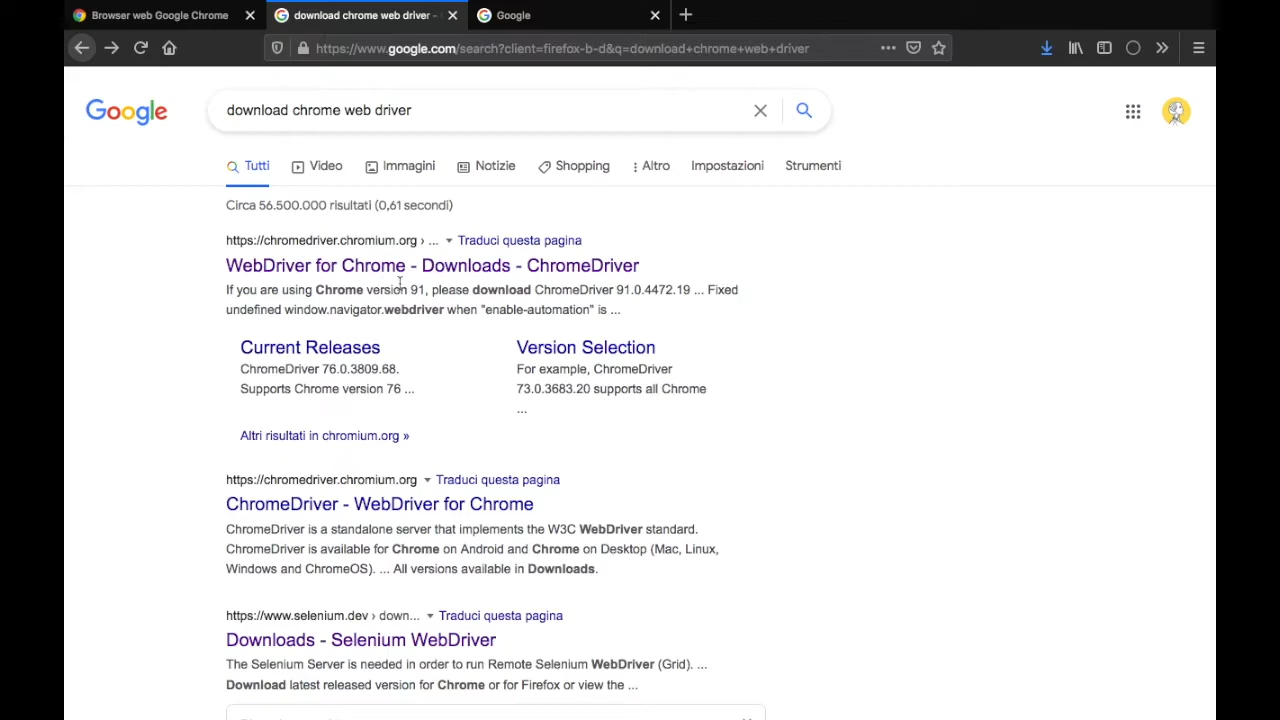 Browser web Google Chrome
download chrome web driver -
Google
https://www.google.com/search?client=firefox-b-d&q=download+chrome+web+driver
Google
download chrome web driver
Tutti
Video
Immagini
Notizie
Shopping
Altro
Impostazioni
Strumenti
Circa 56.500.000 risultati (0,61 secondi)
https://chromedriver.chromium.org › ... Traduci questa pagina
WebDriver for Chrome - Downloads - ChromeDriver
If you are using Chrome version 91, please download ChromeDriver 91.0.4472.19 ... Fixed
undefined window.navigator.webdriver when "enable-automation" is ...
Current Releases
ChromeDriver 76.0.3809.68.
Supports Chrome version 76 ...
Version Selection
For example, ChromeDriver
73.0.3683.20 supports all Chrome
...
Altri risultati in chromium.org »
https://chromedriver.chromium.org Traduci questa pagina
ChromeDriver - WebDriver for Chrome
ChromeDriver is a standalone server that implements the W3C WebDriver standard.
ChromeDriver is available for Chrome on Android and Chrome on Desktop (Mac, Linux,
Windows and ChromeOS). ... All versions available in Downloads.
https://www.selenium.dev › down... Traduci questa pagina
Downloads - Selenium WebDriver
The Selenium Server is needed in order to run Remote Selenium WebDriver (Grid). ...
Download latest released version for Chrome or for Firefox or view the ...